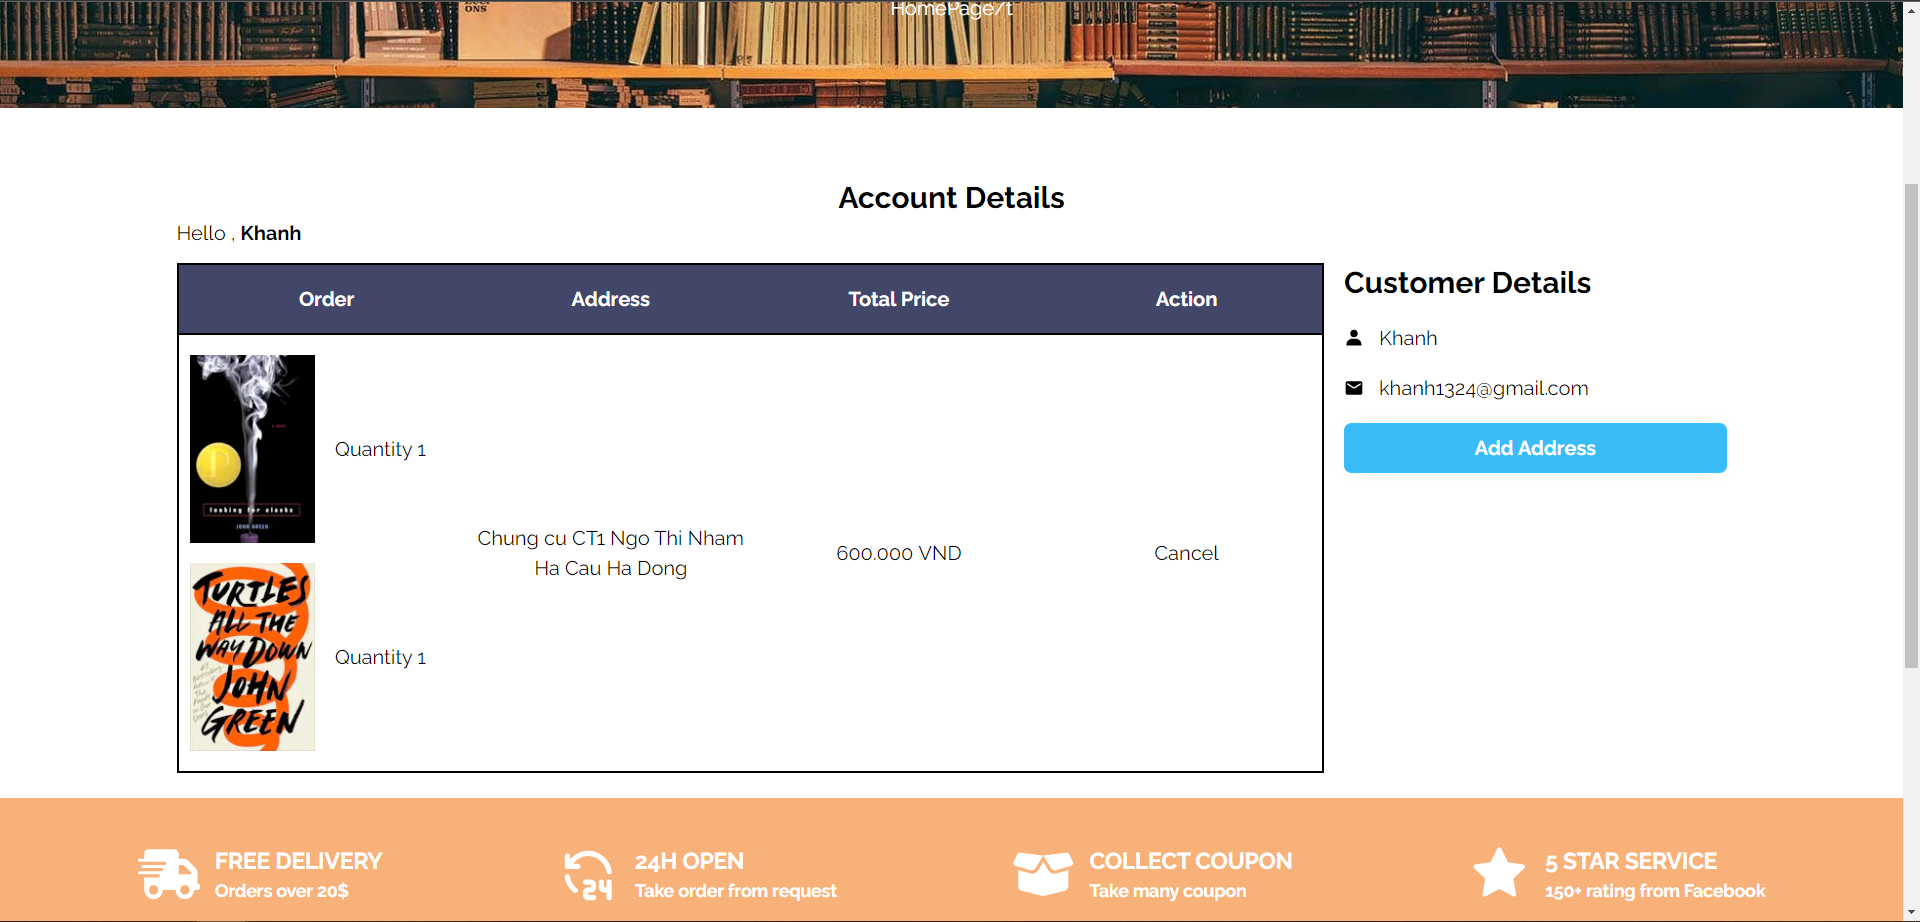 HomePage/t
Account Details
Hello , Khanh
Order Address Total Price Action
Quantity 1
looking for alaska
JOHN GREEN
Chung cu CT1 Ngo Thi Nham
Ha Cau Ha Dong
600.000 VND
Cancel
TURTLES
ALL THE
WAY DOWN
JOHN
GREEN
Quantity 1
Customer Details
Khanh
khanh1324@gmail.com
Add Address
FREE DELIVERY
Orders over 20$
24
24H OPEN
Take order from request
COLLECT COUPON
Take many coupon
5 STAR SERVICE
150+ rating from Facebook